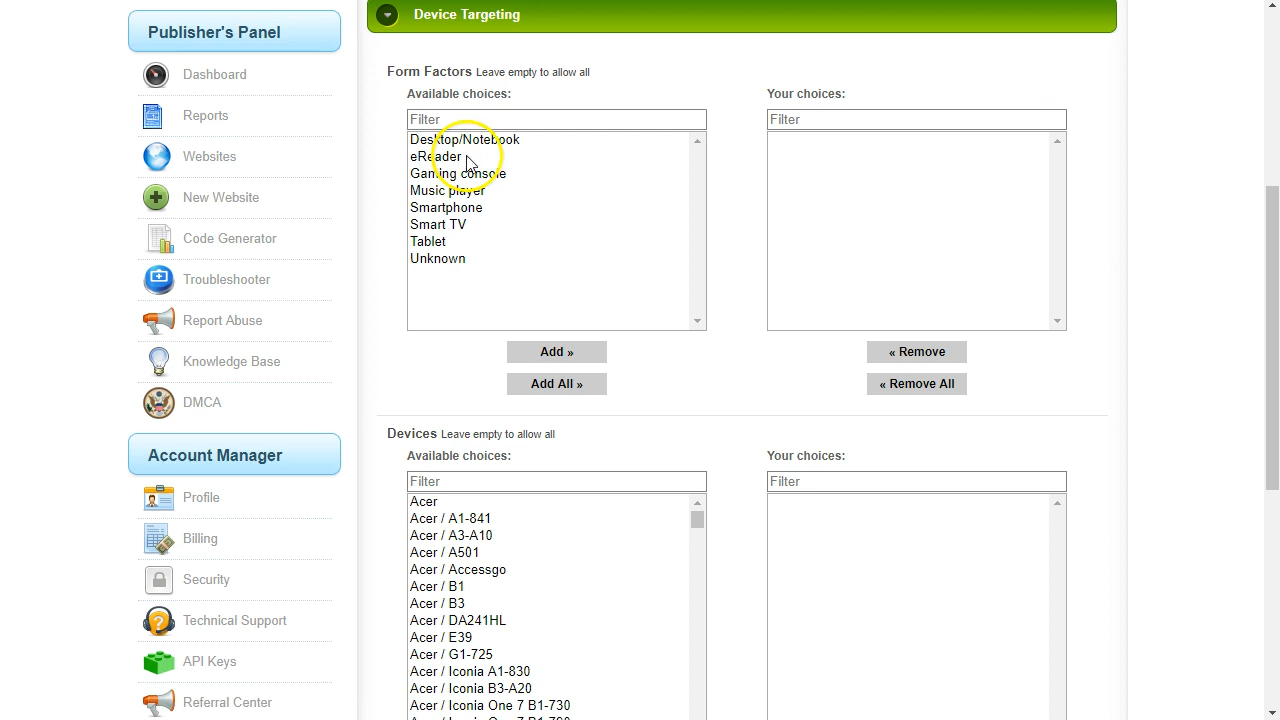 Publisher's Panel
Dashboard
Reports
Websites
New Website
Code Generator
Troubleshooter
Report Abuse
Knowledge Base
DMCA
Account Manager
Profile
Billing
Security
Technical Support
API Keys
Referral Center
Device Targeting
Form Factors Leave empty to allow all
Available choices:
Filter
Desktop/Notebook
eReader
Gaming console
Music player
Smartphone
Smart TV
Tablet
Unknown
Add »
Add All »
Your choices:
Filter
« Remove
« Remove All
Devices Leave empty to allow all
Available choices:
Filter
Acer
Acer / A1-841
Acer / A3-A10
Acer / A501
Acer / Accessgo
Acer / B1
Acer / B3
Acer / DA241HL
Acer / E39
Acer / G1-725
Acer / Iconia A1-830
Acer / Iconia B3-A20
Acer / Iconia One 7 B1-730
Your choices:
Filter